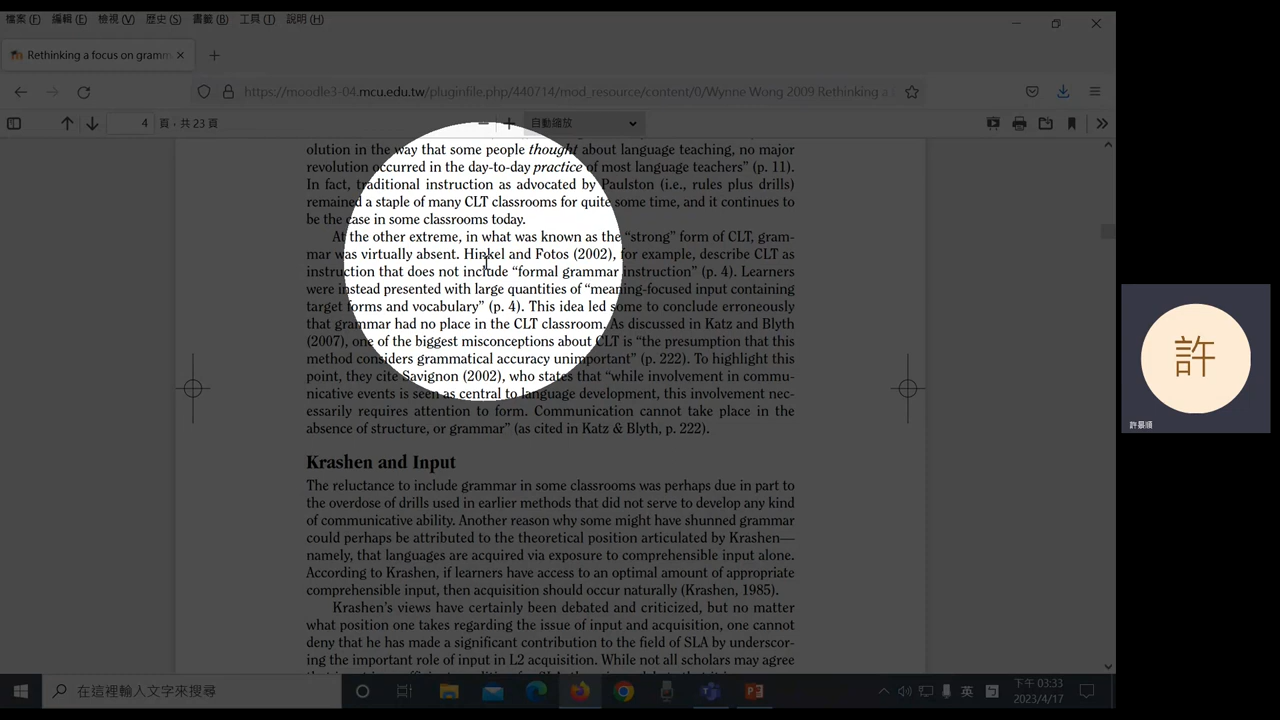 檔案(F) 編輯(E) 檢視(V) 歷史(S) 書籤(B) 工具(T) 說明(H)
Rethinking a focus on gramm
https://moodle3-04.mcu.edu.tw/pluginfile.php/440714/mod_resource/content/0/Wynne Wong 2009 Rethinking a
4 頁,共 23 頁 自動縮放
olution in the way that some people thought about language teaching, no major
revolution occurred in the day-to-day practice of most language teachers” (p. 11).
In fact, traditional instruction as advocated by Paulston (i.e., rules plus drills)
remained a staple of many CLT classrooms for quite some time, and it continues to
be the case in some classrooms today.
At the other extreme, in what was known as the “strong” form of CLT, gram-
mar was virtually absent. Hinkel and Fotos (2002), for example, describe CLT as
instruction that does not include “formal grammar instruction” (p. 4). Learners
were instead presented with large quantities of “meaning-focused input containing
target forms and vocabulary” (p. 4). This idea led some to conclude erroneously
that grammar had no place in the CLT classroom. As discussed in Katz and Blyth
(2007), one of the biggest misconceptions about CLT is “the presumption that this
method considers grammatical accuracy unimportant” (p. 222). To highlight this
point, they cite Savignon (2002), who states that “while involvement in commu-
nicative events is seen as central to language development, this involvement nec-
essarily requires attention to form. Communication cannot take place in the
absence of structure, or grammar” (as cited in Katz & Blyth, p. 222).
Krashen and Input
The reluctance to include grammar in some classrooms was perhaps due in part to
the overdose of drills used in earlier methods that did not serve to develop any kind
of communicative ability. Another reason why some might have shunned grammar
could perhaps be attributed to the theoretical position articulated by Krashen—
namely, that languages are acquired via exposure to comprehensible input alone.
According to Krashen, if learners have access to an optimal amount of appropriate
comprehensible input, then acquisition should occur naturally (Krashen, 1985).
Krashen’s views have certainly been debated and criticized, but no matter
what position one takes regarding the issue of input and acquisition, one cannot
deny that he has made a significant contribution to the field of SLA by underscor-
ing the important role of input in L2 acquisition. While not all scholars may agree
許
許景順
在這裡輸入文字來搜尋
英
下午 03:33
2023/4/17